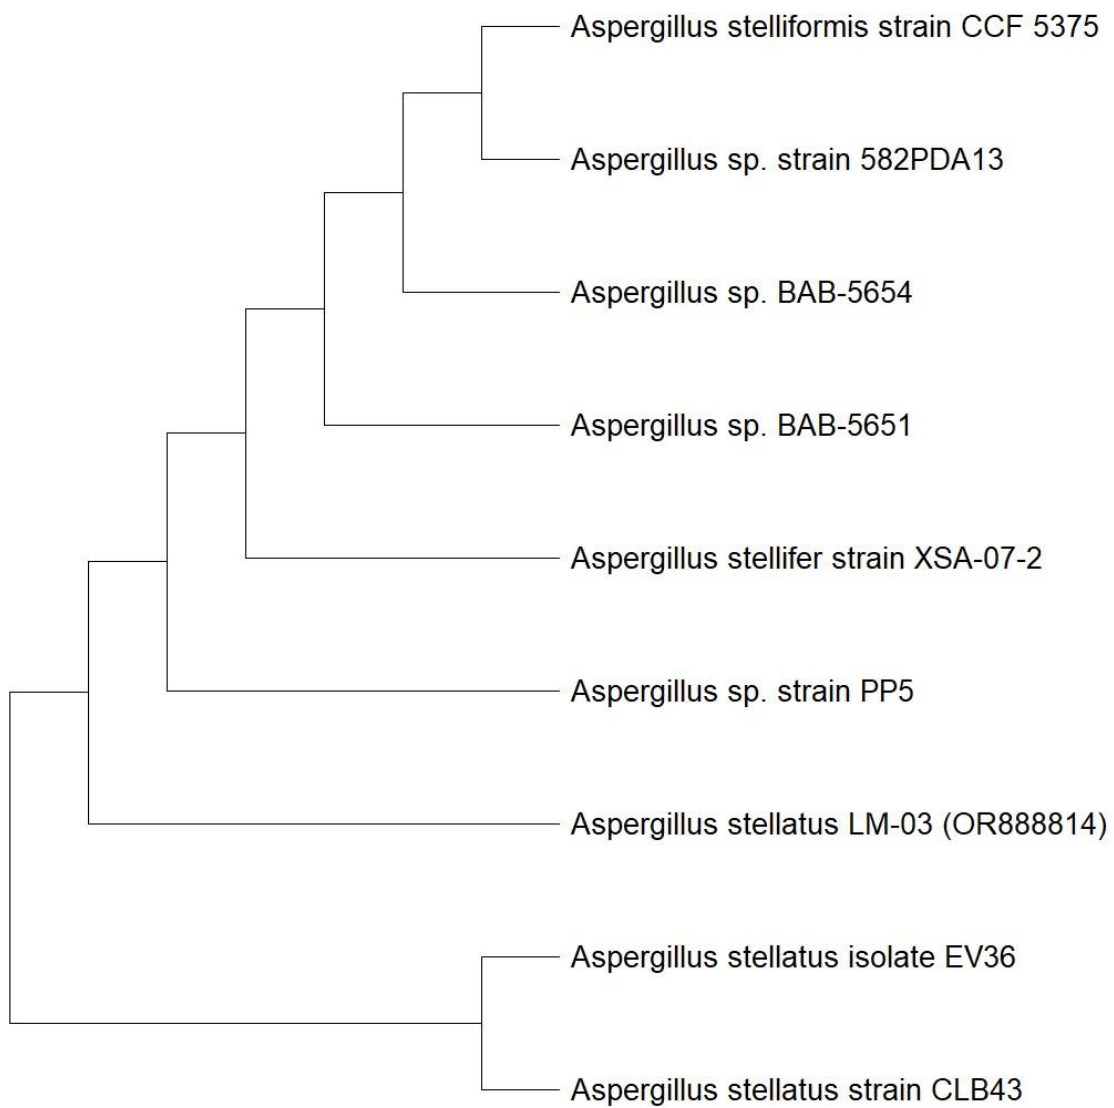 Aspergillus stelliformis strain CCF 5375
Aspergillus sp. strain 582PDA13
Aspergillus sp. BAB-5654
Aspergillus sp. BAB-5651
Aspergillus stellifer strain XSA-07-2
Aspergillus sp. strain PP5
Aspergillus stellatus LM-03 (OR888814)
Aspergillus stellatus isolate EV36
Aspergillus stellatus strain CLB43